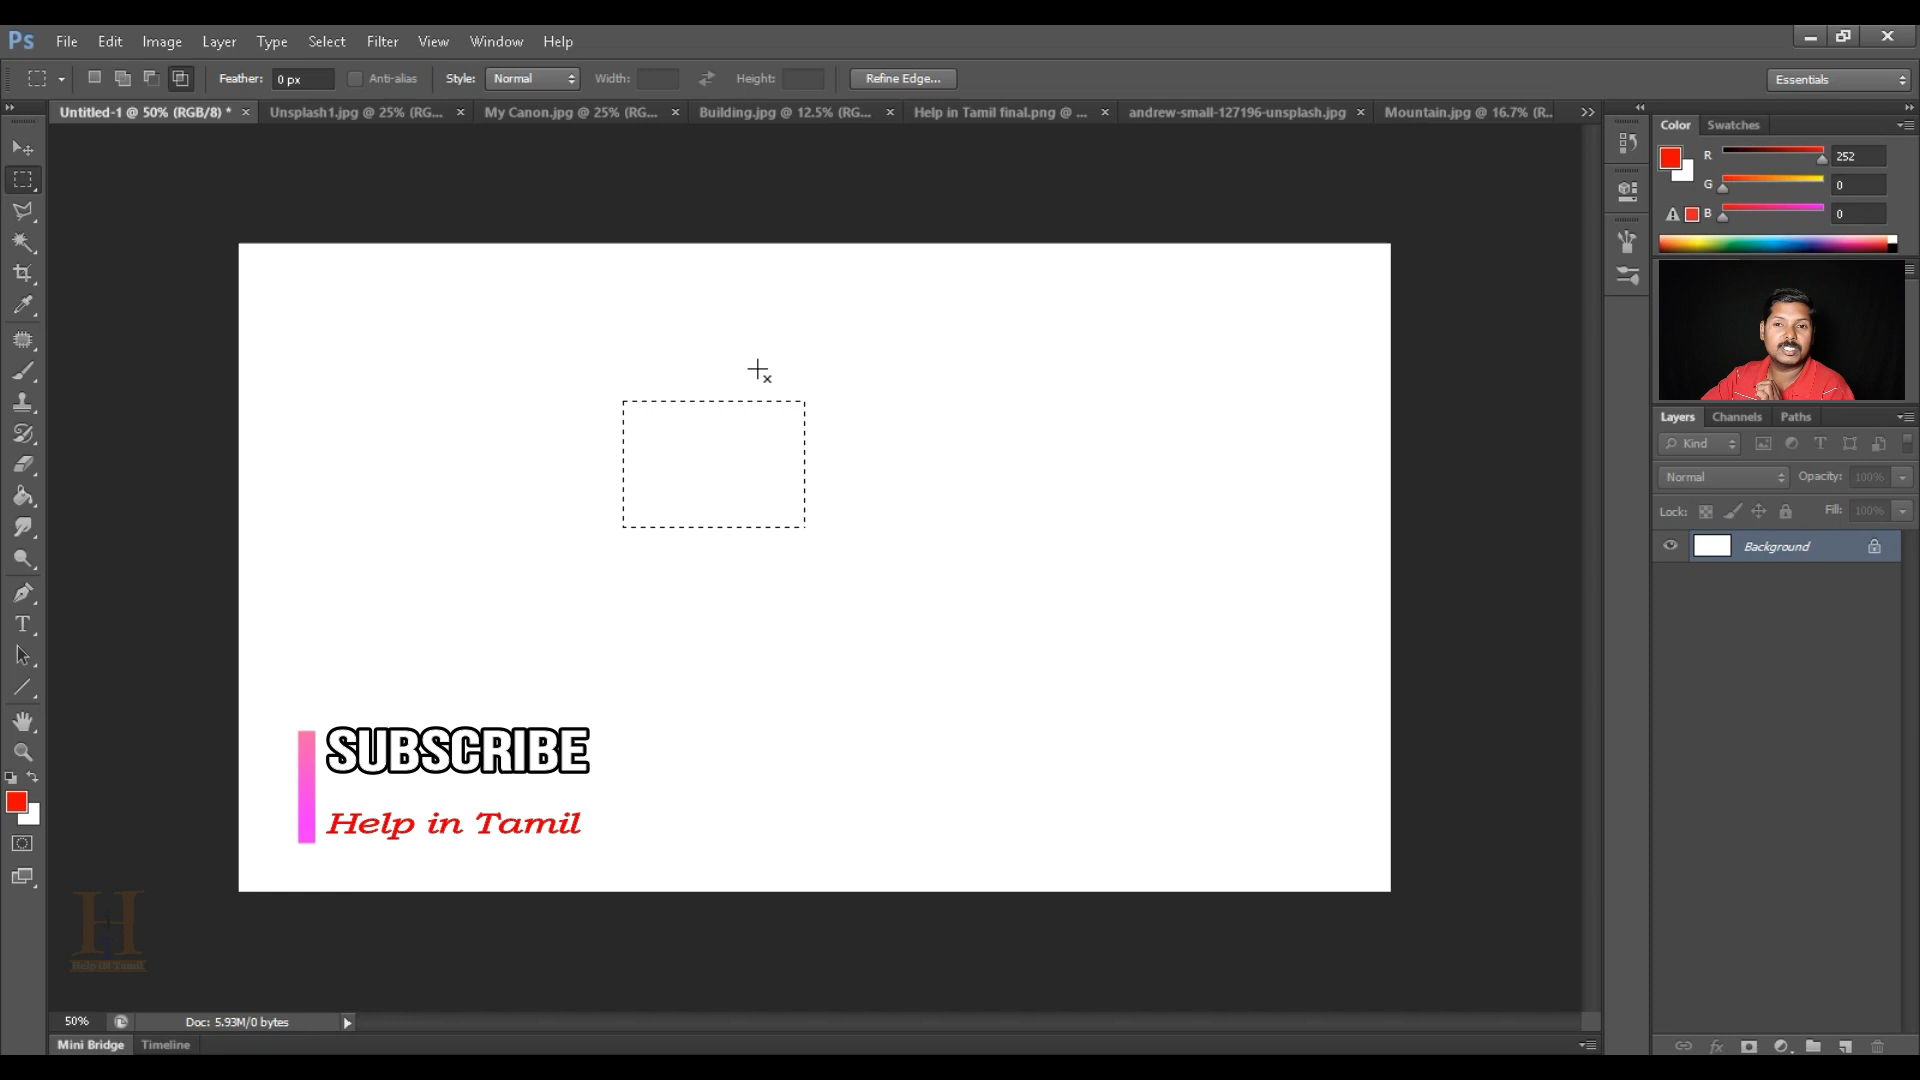 Ps File Edit Image Layer Type Select Filter View Window Help
Feather: 0 px Anti-alias Style: Normal Width: Height: Refine Edge... Essentials
Untitled-1 @ 50% (RGB/8) * × Unsplash1.jpg @ 25% (RG... × My Canon.jpg @ 25% (RG... × Building.jpg @ 12.5% (RG... × Help in Tamil final.png @ ... × andrew-small-127196-unsplash.jpg × Mountain.jpg @ 16.7% (R...
Color Swatches
R 252
G 0
B 0
Layers Channels Paths
Kind
Normal Opacity: 100%
Lock: Fill: 100%
Background
SUBSCRIBE
Help in Tamil
H
Help IN Tamil
50% Doc: 5.93M/0 bytes
Mini Bridge Timeline